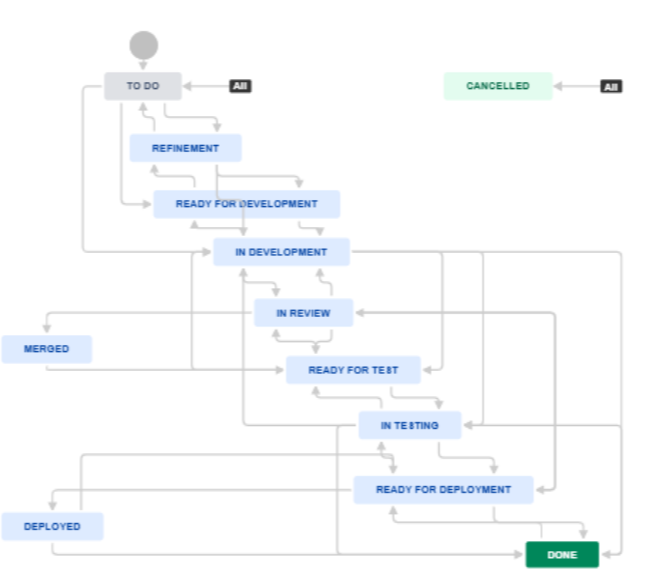 TO DO
All
CANCELLED
All
REFINEMENT
READY FOR DEVELOPMENT
IN DEVELOPMENT
IN REVIEW
MERGED
READY FOR TEST
IN TESTING
READY FOR DEPLOYMENT
DEPLOYED
DONE